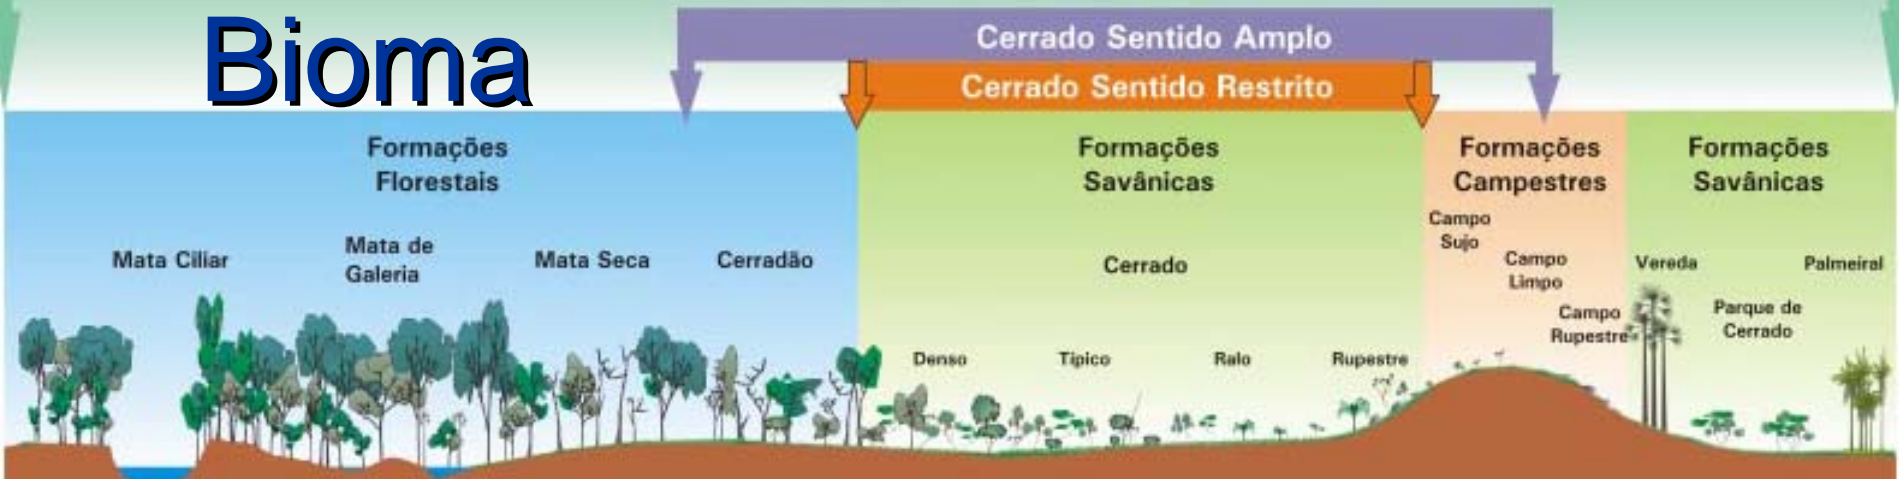 Bioma
Cerrado Sentido Amplo
Cerrado Sentido Restrito
Formações
Florestais
Formações
Savânicas
Formações
Campestres
Formações
Savânicas
Mata Ciliar
Mata de
Galeria
Mata Seca
Cerradão
Cerrado
Denso
Típico
Ralo
Rupestre
Campo
Sujo
Campo
Limpo
Campo
Rupestre
Vereda
Parque de
Cerrado
Palmeiral